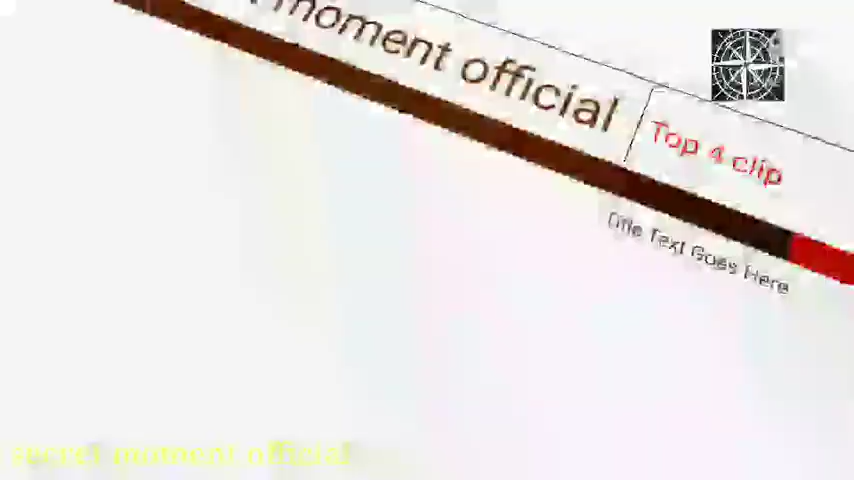 moment official
Top 4 clip
Title Text Goes Here
secret moment official